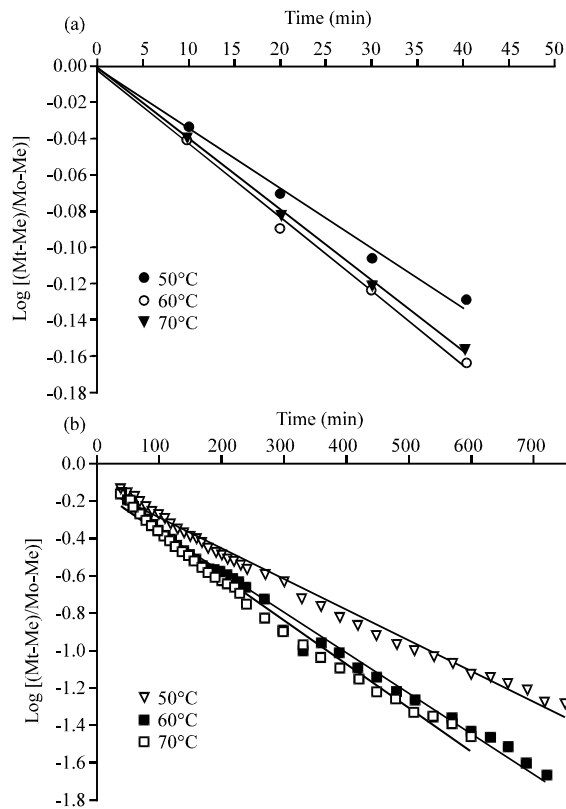 (a)
Time (min)
0 5 10 15 20 25 30 35 40 45 50
0.00
-0.02
-0.04
-0.06
-0.08
-0.10
-0.12
-0.14
-0.16
-0.18
Log [(Mt-Me)/Mo-Me)]
50°C
60°C
70°C
(b)
Time (min)
0 100 200 300 400 500 600 700
0.0
-0.2
-0.4
-0.6
-0.8
-1.0
-1.2
-1.4
-1.6
-1.8
Log [(Mt-Me)/Mo-Me)]
50°C
60°C
70°C